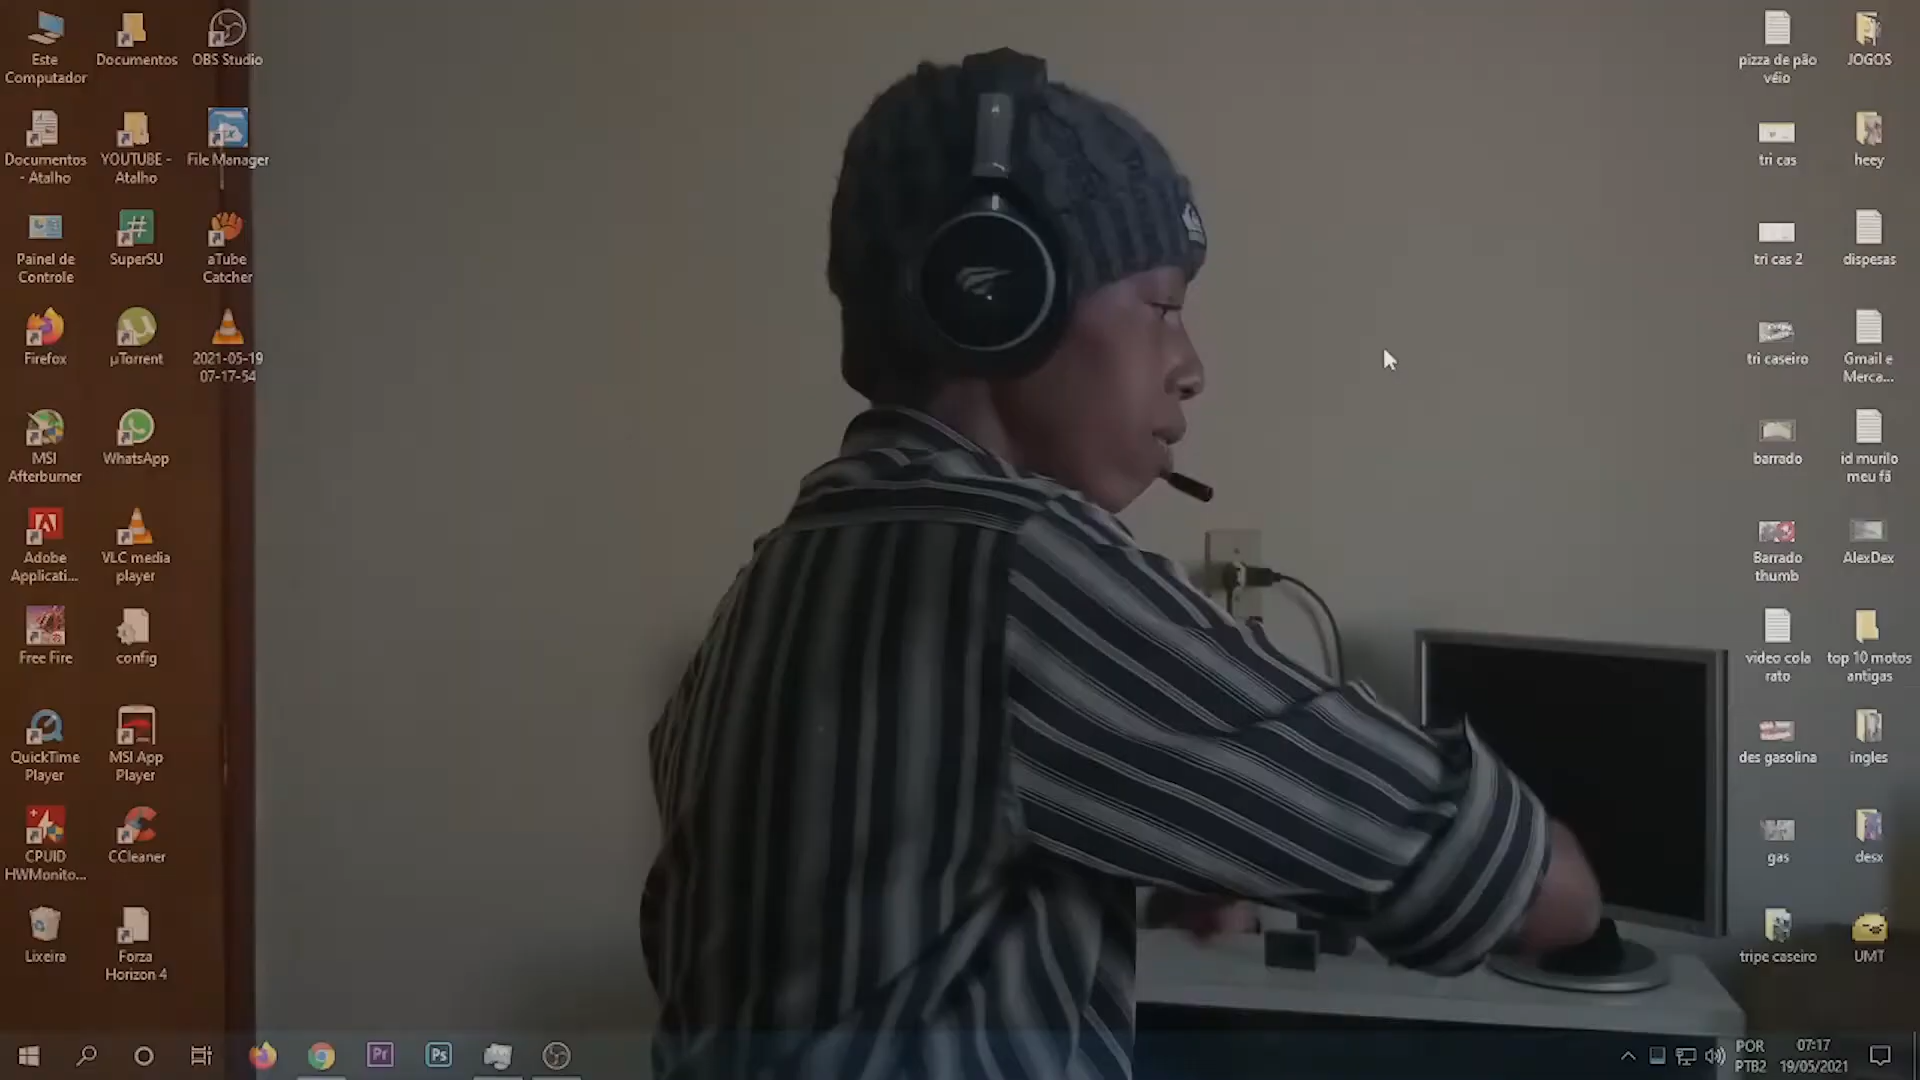 Este
Computador
Documentos
OBS Studio
Documentos
- Atalho
YOUTUBE -
Atalho
File Manager
Painel de
Controle
SuperSU
aTube
Catcher
Firefox
µTorrent
2021-05-19
07-17-54
MSI
Afterburner
WhatsApp
Adobe
Applicati...
VLC media
player
Free Fire
config
QuickTime
Player
MSI App
Player
CPUID
HWMonito...
CCleaner
Lixeira
Forza
Horizon 4
pizza de pão
véio
JOGOS
tri cas
heey
tri cas 2
dispesas
tri caseiro
Gmail e
Merca...
barrado
id murilo
meu fã
Barrado
thumb
AlexDex
video cola
rato
top 10 motos
antigas
des gasolina
ingles
gas
desx
tripe caseiro
UMT
Pr
Ps
POR
PTB2
07:17
19/05/2021